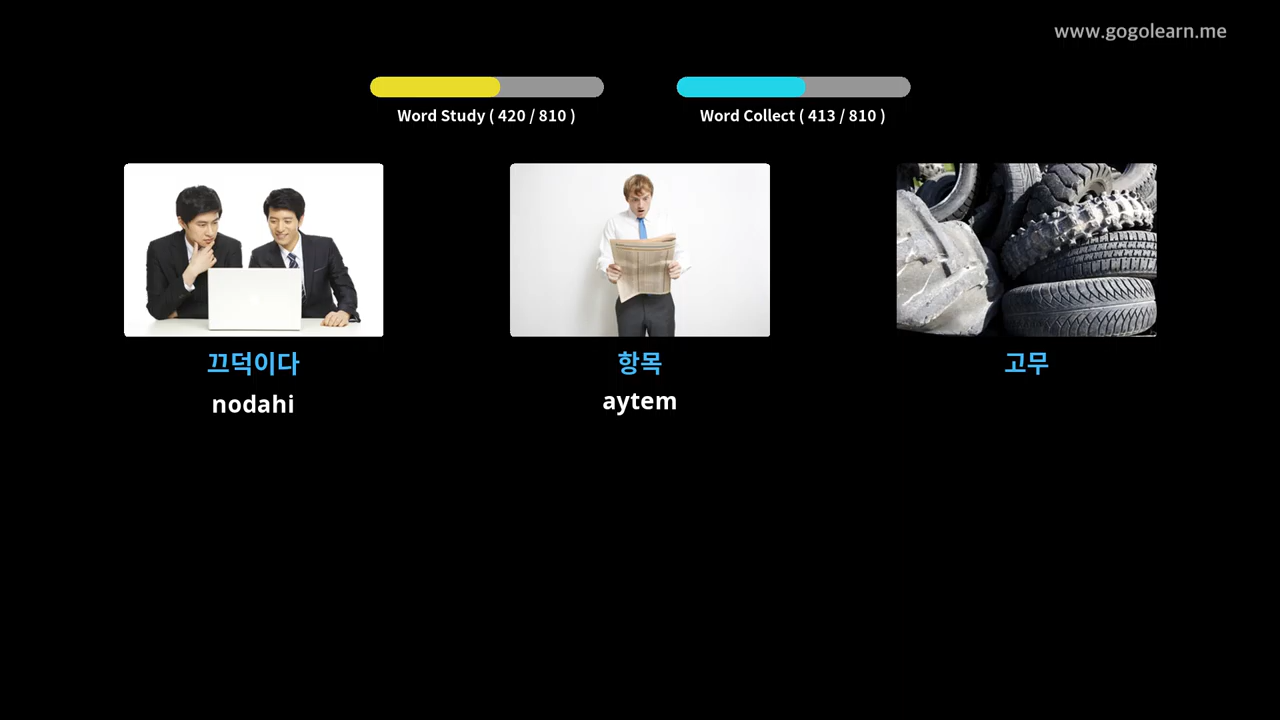 www.gogolearn.me
Word Study ( 420 / 810 )
Word Collect ( 413 / 810 )
끄덕이다
항목
고무
nodahi
aytem